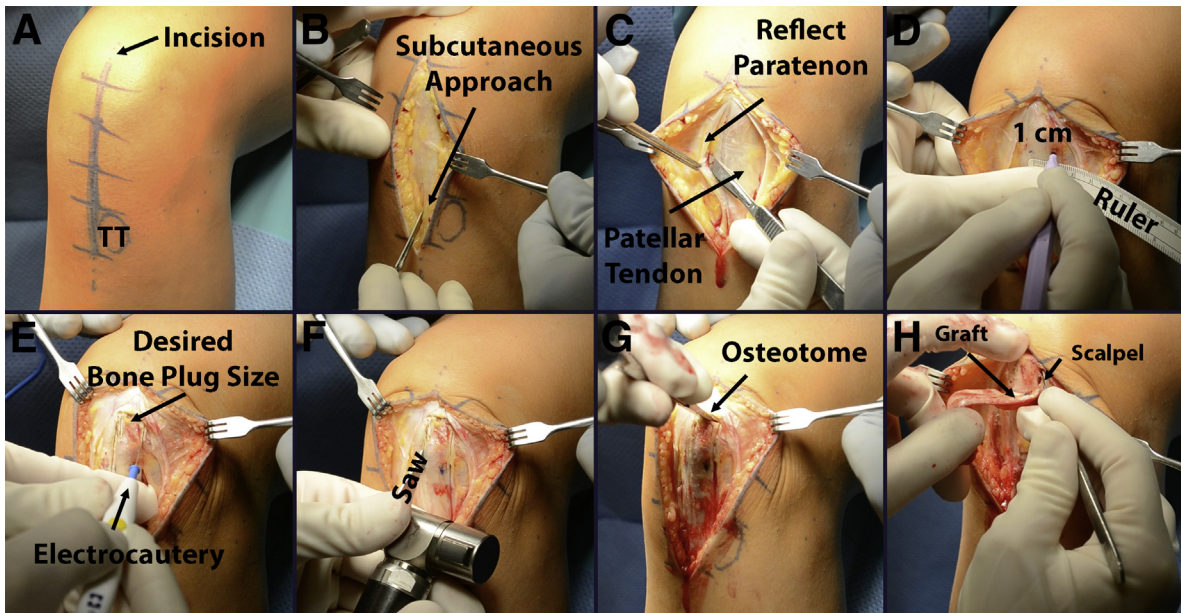 A
Incision
TT
B
Subcutaneous
Approach
C
Reflect
Paratenon
Patellar
Tendon
D
1 cm
Ruler
E
Desired
Bone Plug Size
Electrocautery
F
Saw
G
Osteotome
H
Graft
Scalpel